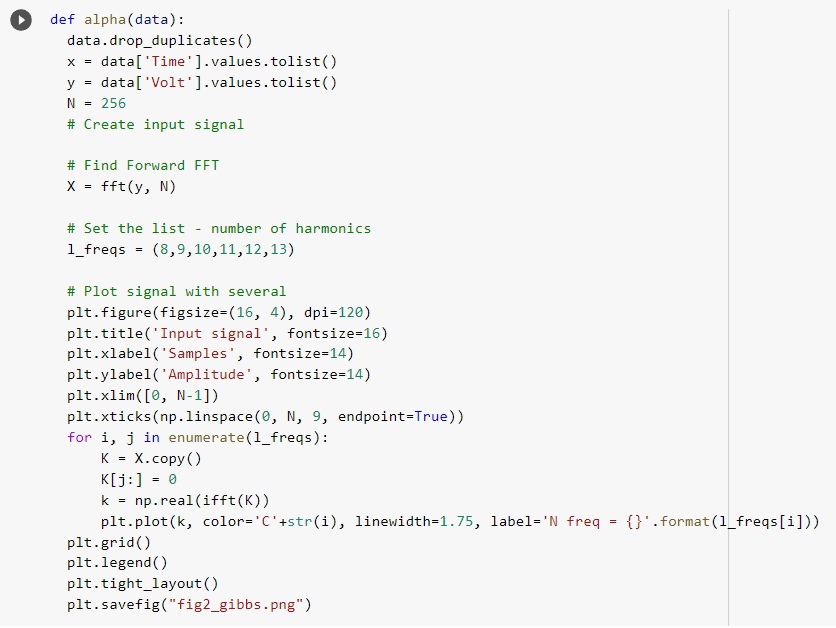 def alpha(data):
  data.drop_duplicates()
  x = data['Time'].values.tolist()
  y = data['Volt'].values.tolist()
  N = 256
  # Create input signal

  # Find Forward FFT
  X = fft(y, N)

  # Set the list - number of harmonics
  l_freqs = (8,9,10,11,12,13)

  # Plot signal with several
  plt.figure(figsize=(16, 4), dpi=120)
  plt.title('Input signal', fontsize=16)
  plt.xlabel('Samples', fontsize=14)
  plt.ylabel('Amplitude', fontsize=14)
  plt.xlim([0, N-1])
  plt.xticks(np.linspace(0, N, 9, endpoint=True))
  for i, j in enumerate(l_freqs):
      K = X.copy()
      K[j:] = 0
      k = np.real(ifft(K))
      plt.plot(k, color='C'+str(i), linewidth=1.75, label='N freq = {}'.format(l_freqs[i]))
  plt.grid()
  plt.legend()
  plt.tight_layout()
  plt.savefig("fig2_gibbs.png")